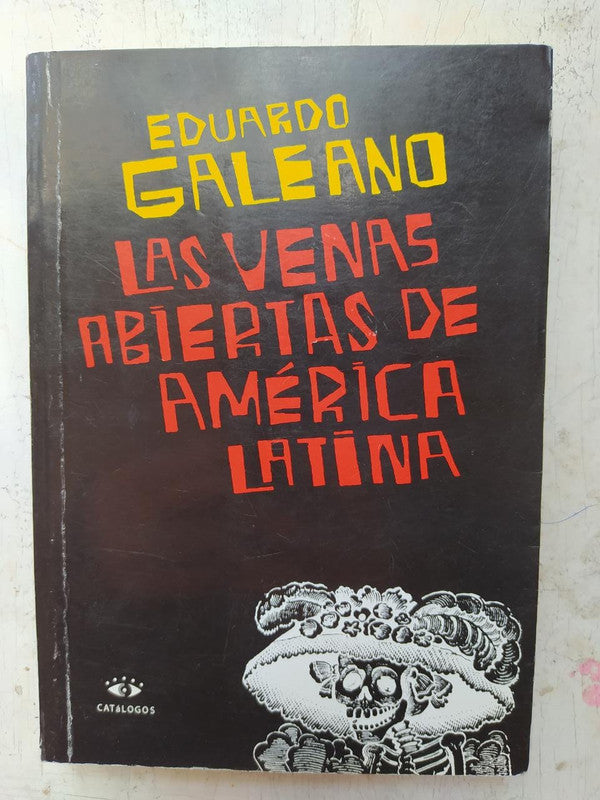 EDUARDO
GALEANO
LAS VENAS
ABIERTAS DE
AMÉRICA
LATINA
CATÁLOGOS